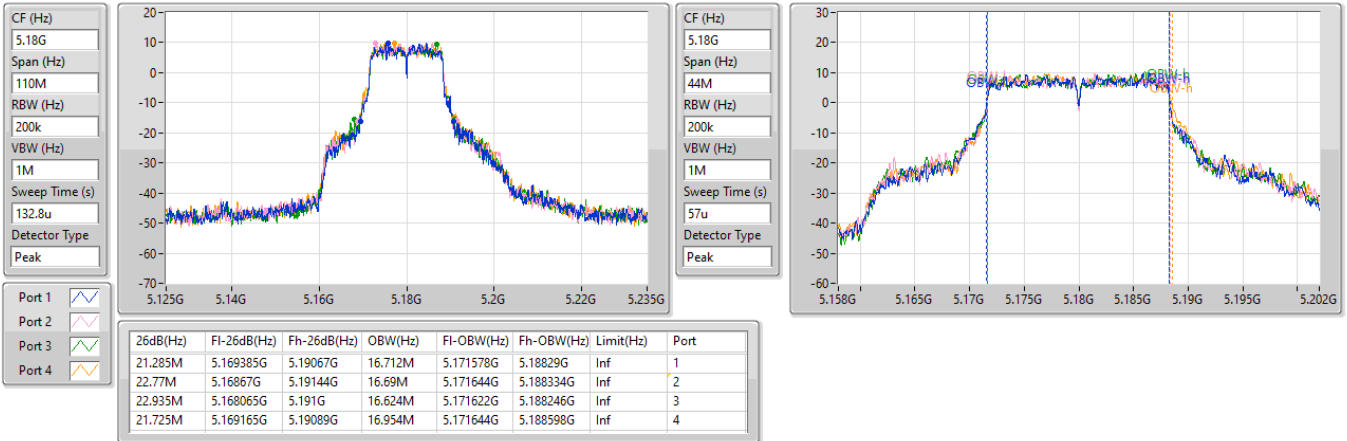 CF (Hz)
5.18G
Span (Hz)
110M
RBW (Hz)
200k
VBW (Hz)
1M
Sweep Time (s)
132.8u
Detector Type
Peak
20
10
0
-10
-20
-30
-40
-50
-60
-70
5.125G 5.14G 5.16G 5.18G 5.2G 5.22G 5.235G
CF (Hz)
5.18G
Span (Hz)
44M
RBW (Hz)
200k
VBW (Hz)
1M
Sweep Time (s)
57u
Detector Type
Peak
30
20
10
0
-10
-20
-30
-40
-50
-60
OBW-h
OBW-h
5.158G 5.165G 5.17G 5.175G 5.18G 5.185G 5.19G 5.195G 5.202G
Port 1
Port 2
Port 3
Port 4
26dB(Hz) Fl-26dB(Hz) Fh-26dB(Hz) OBW(Hz) Fl-OBW(Hz) Fh-OBW(Hz) Limit(Hz) Port
21.285M 5.169385G 5.19067G 16.712M 5.171578G 5.18829G Inf 1
22.77M 5.16867G 5.19144G 16.69M 5.171644G 5.188334G Inf 2
22.935M 5.168065G 5.191G 16.624M 5.171622G 5.188246G Inf 3
21.725M 5.169165G 5.19089G 16.954M 5.171644G 5.188598G Inf 4